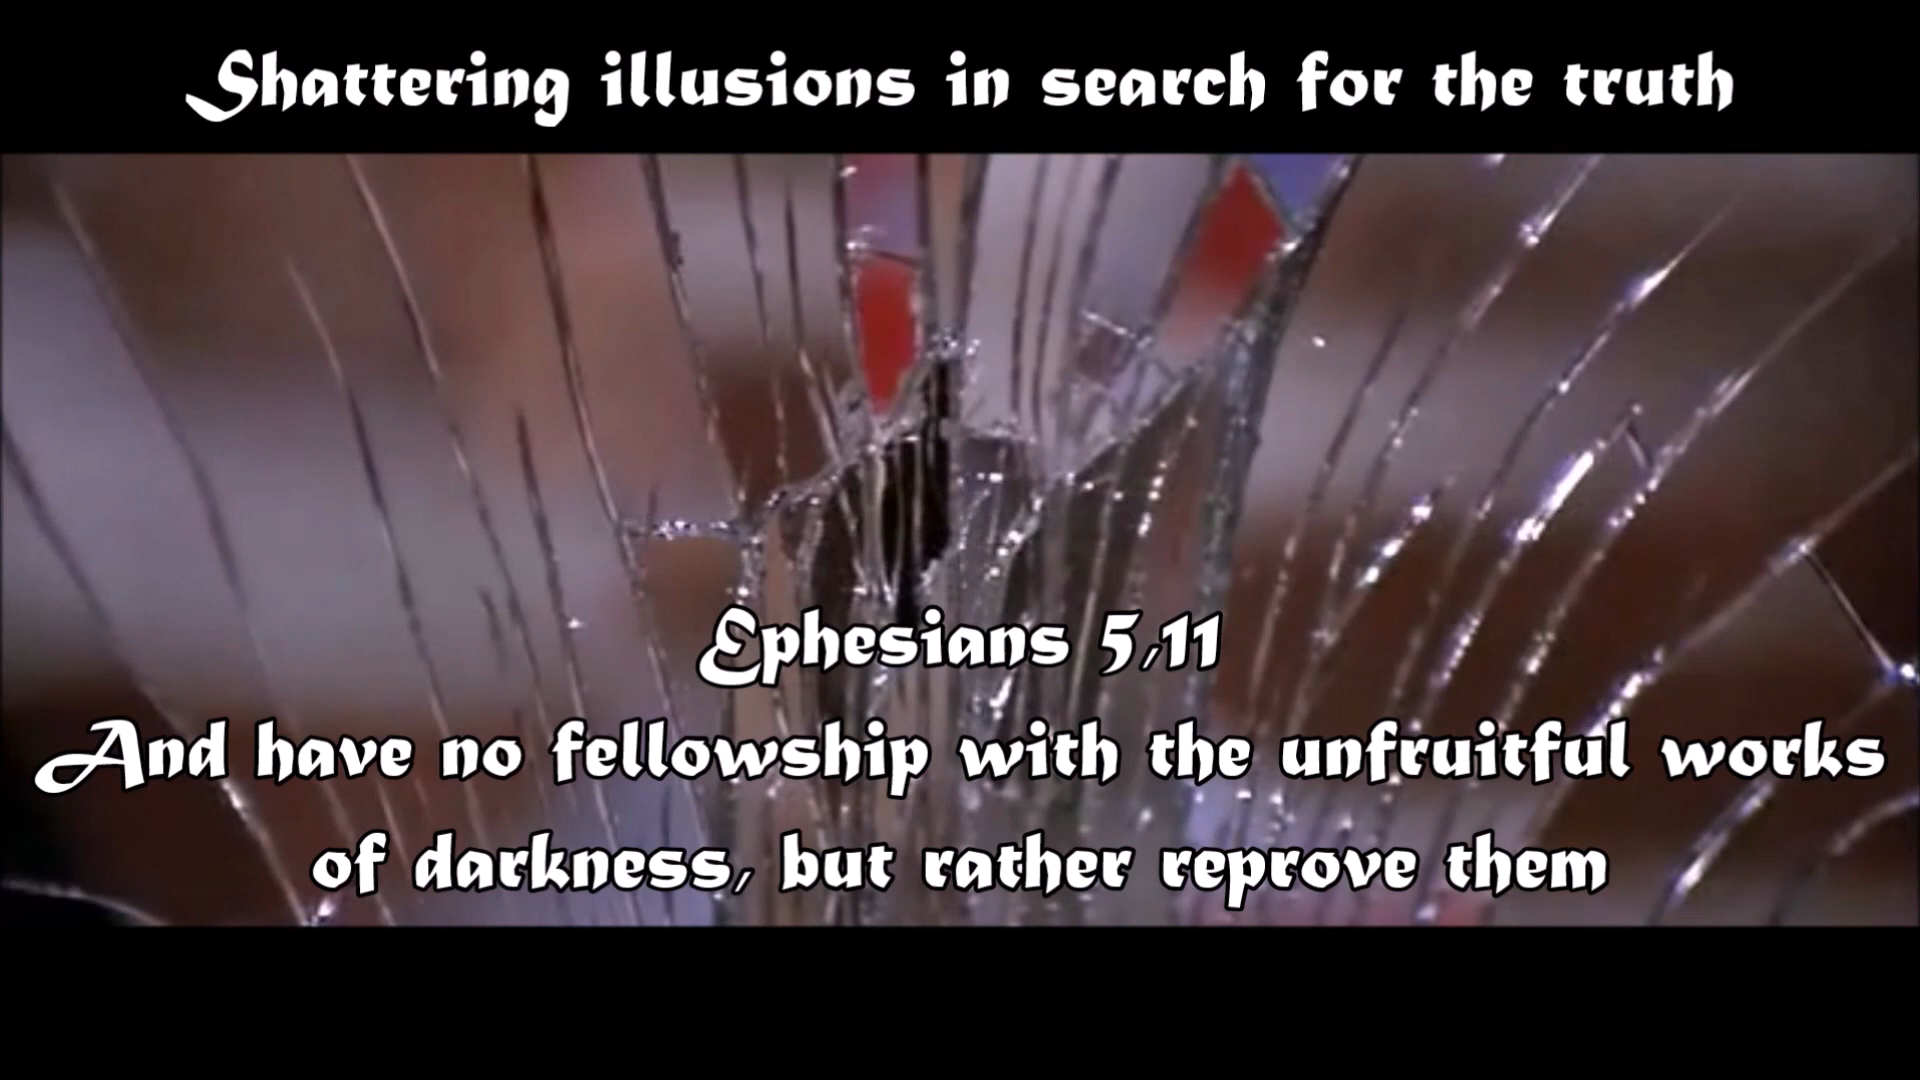 Shattering illusions in search for the truth
Ephesians 5,11
And have no fellowship with the unfruitful works
of darkness, but rather reprove them